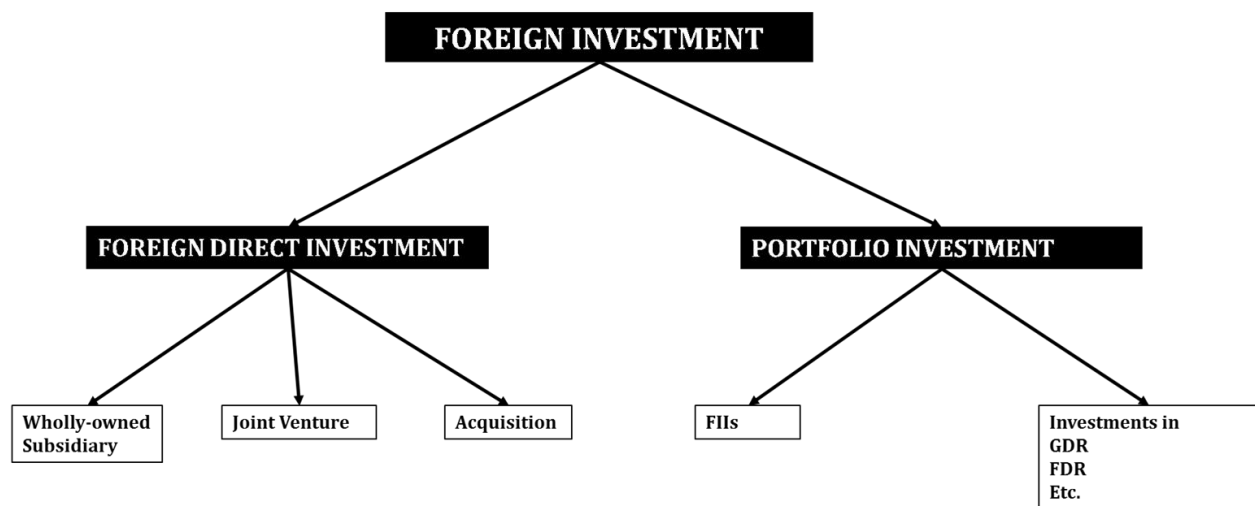 FOREIGN INVESTMENT
FOREIGN DIRECT INVESTMENT
PORTFOLIO INVESTMENT
Wholly-owned
Subsidiary
Joint Venture
Acquisition
FIIs
Investments in
GDR
FDR
Etc.